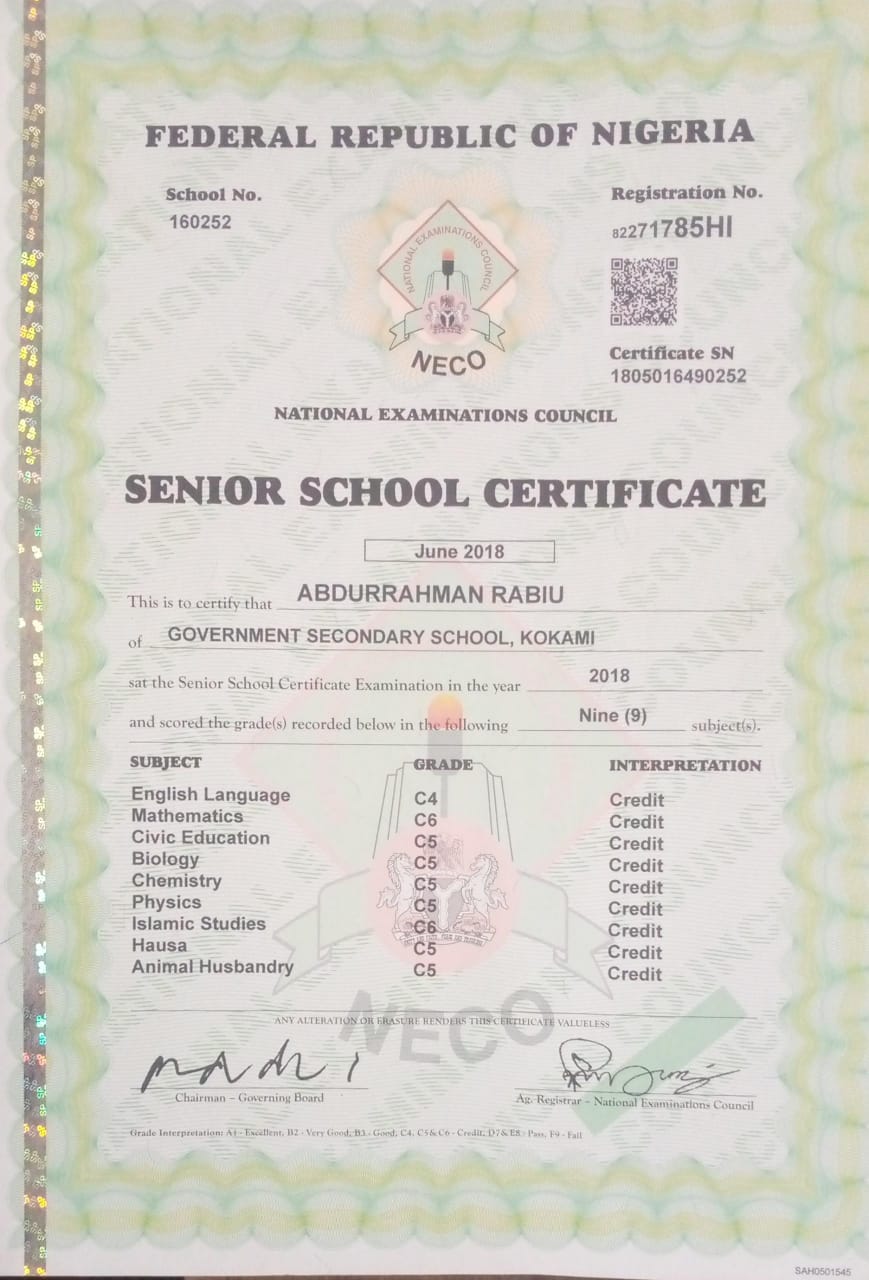 FEDERAL REPUBLIC OF NIGERIA
School No.
160252
Registration No.
82271785HI
NATIONAL EXAMINATIONS COUNCIL
NECO
Certificate SN
1805016490252
NATIONAL EXAMINATIONS COUNCIL
SENIOR SCHOOL CERTIFICATE
June 2018
This is to certify that ABDURRAHMAN RABIU
of GOVERNMENT SECONDARY SCHOOL, KOKAMI
sat the Senior School Certificate Examination in the year 2018
and scored the grade(s) recorded below in the following Nine (9) subject(s).
SUBJECT GRADE INTERPRETATION
English Language C4 Credit
Mathematics C6 Credit
Civic Education C5 Credit
Biology C5 Credit
Chemistry C5 Credit
Physics C5 Credit
Islamic Studies C6 Credit
Hausa C5 Credit
Animal Husbandry C5 Credit
NECO
ANY ALTERATION OR ERASURE RENDERS THIS CERTIFICATE VALUELESS
Chairman - Governing Board
Ag. Registrar - National Examinations Council
Grade Interpretation: A1 - Excellent, B2 - Very Good, B3 - Good, C4, C5 & C6 - Credit, D7 & E8 - Pass, F9 - Fail
SAH0501545